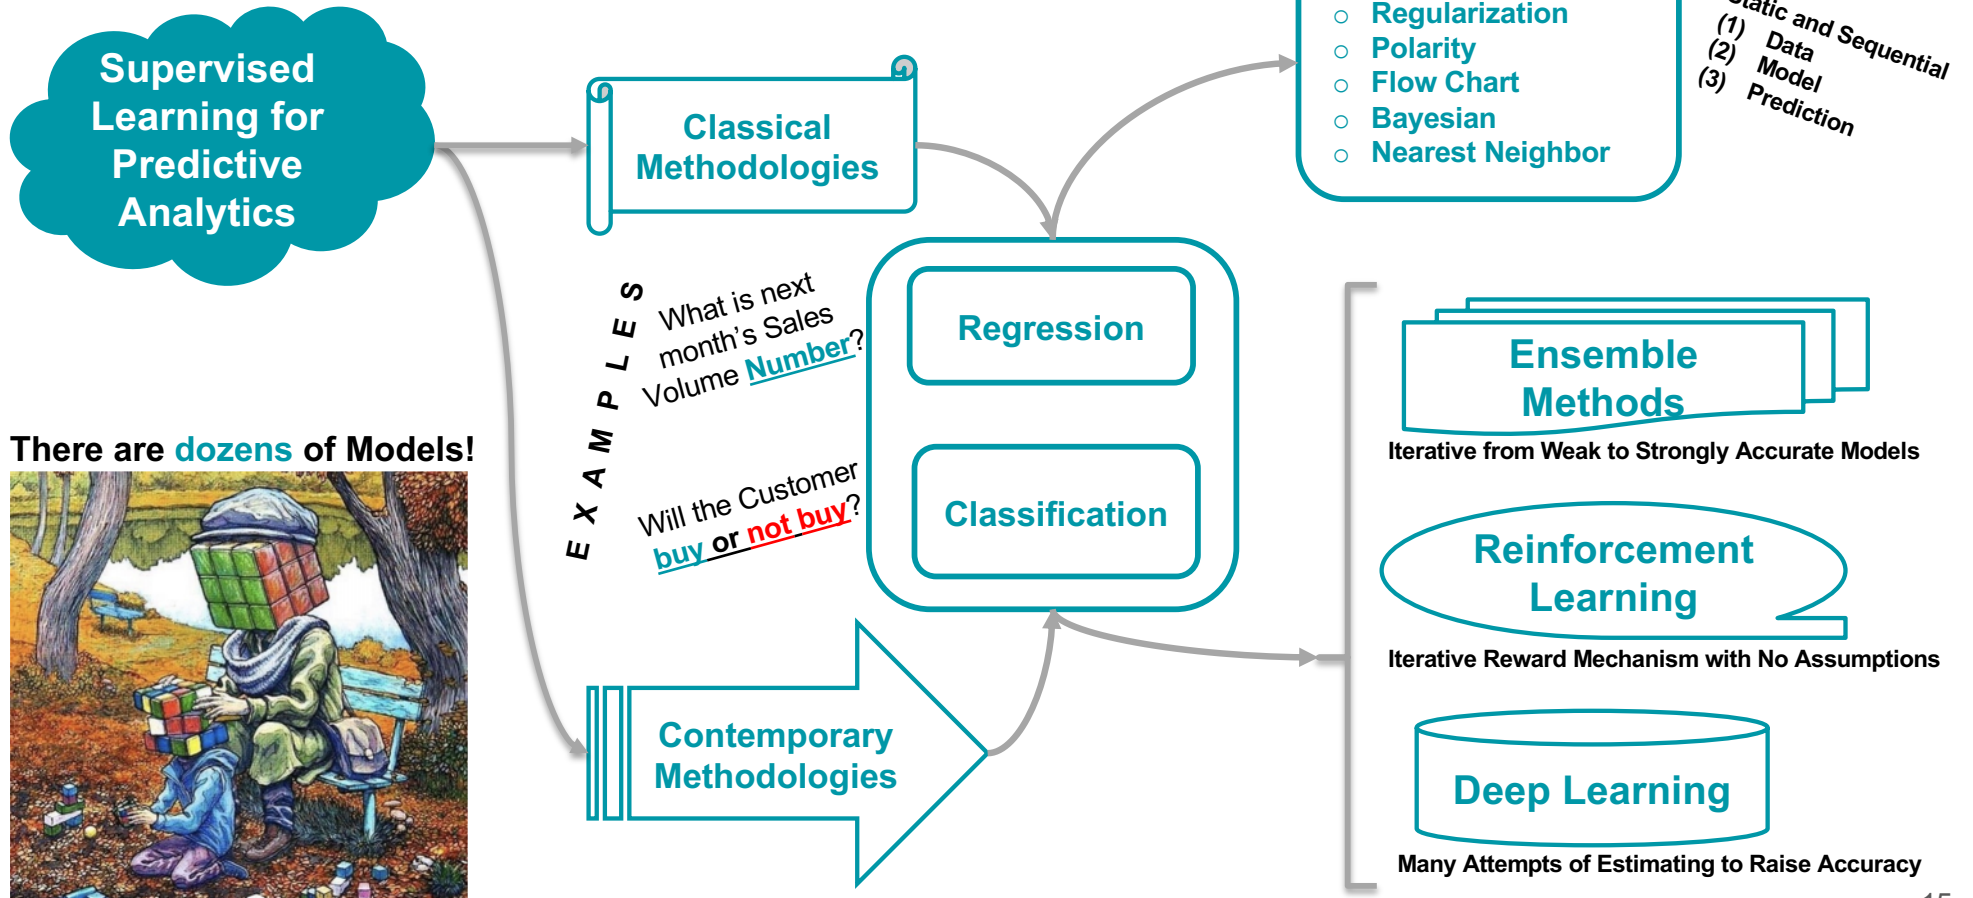 Supervised
Learning for
Predictive
Analytics
Classical
Methodologies
o Regularization
o Polarity
o Flow Chart
o Bayesian
o Nearest Neighbor
Static and Sequential
(1) Data
(2) Model
(3) Prediction
EXAMPLES
What is next
month's Sales
Volume Number?
Will the Customer
buy or not buy?
Regression
Classification
There are dozens of Models!
Contemporary
Methodologies
Ensemble
Methods
Iterative from Weak to Strongly Accurate Models
Reinforcement
Learning
Iterative Reward Mechanism with No Assumptions
Deep Learning
Many Attempts of Estimating to Raise Accuracy
15